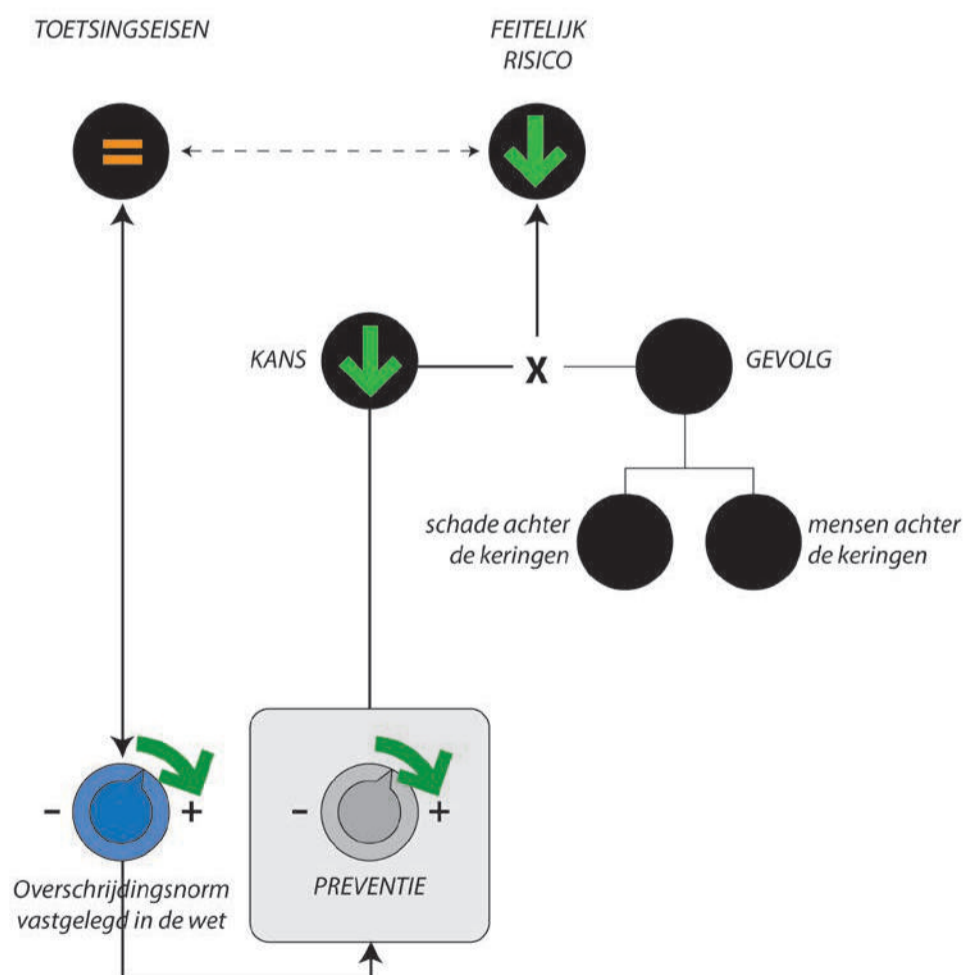 TOETSINGSEISEN
FEITELIJK
RISICO
=
KANS
X
GEVOLG
schade achter
de keringen
mensen achter
de keringen
- +
- +
Overschrijdingsnorm
vastgelegd in de wet
PREVENTIE